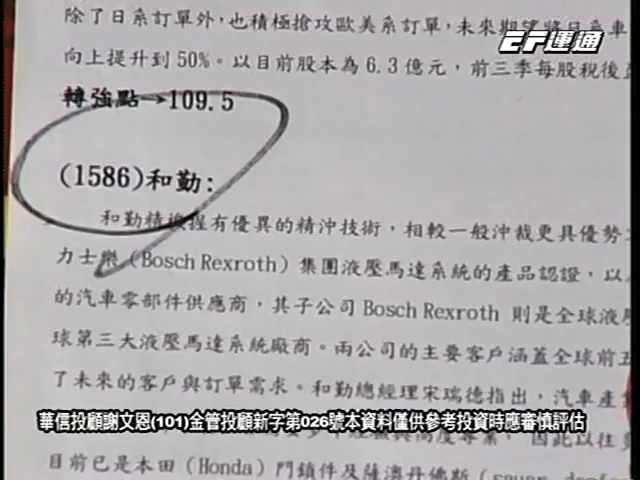 除了日系訂單外，也積極搶攻歐美系訂單，未來期望將日系車
EF運通
向上提升到 50%。以目前股本為 6.3 億元，前三季每股稅後
轉強點→109.5
(1586)和勤:
和勤精機握有優異的精沖技術，相較一般沖裁更具優勢
力士樂（Bosch Rexroth）集團液壓馬達系統的產品認證，以
的汽車零部件供應商，其子公司 Bosch Rexroth 則是全球液
球第三大液壓馬達系統廠商。兩公司的主要客戶涵蓋全球前五
了未來的客戶與訂單需求。和勤總經理宋瑞德指出，汽車產
華信投顧謝文恩(101)金管投顧新字第026號本資料僅供參考投資時應審慎評估
因此以往
目前已是本田（Honda）門鎖件及薩澳丹佛斯（sauer